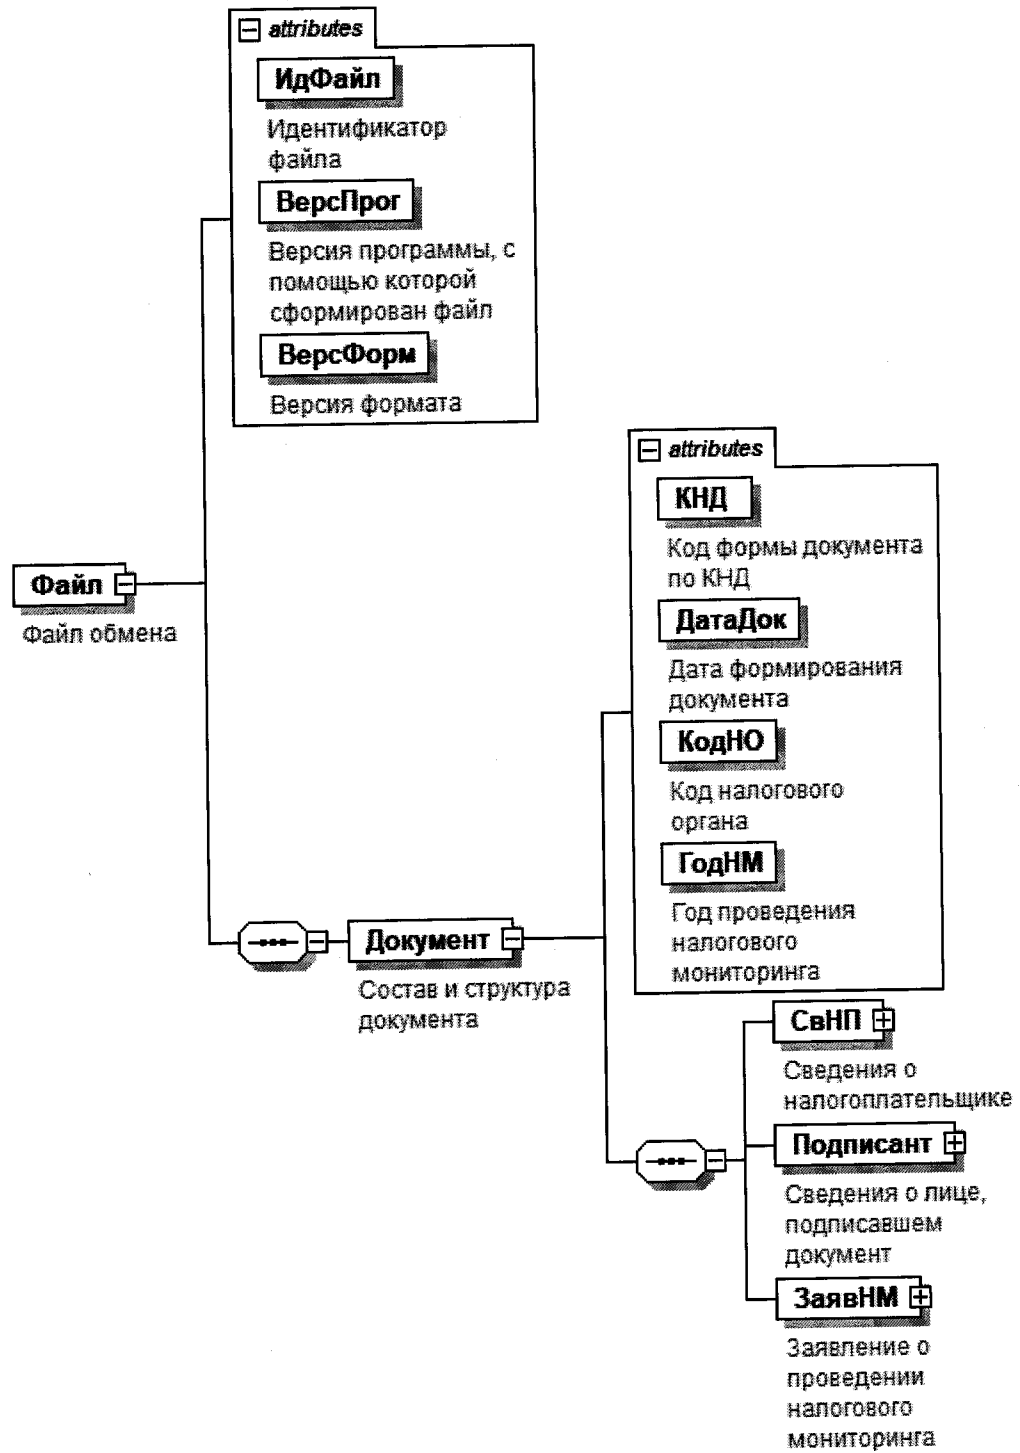 attributes
ИдФайл
Идентификатор
файла
ВерсПрог
Версия программы, с
помощью которой
сформирован файл
ВерсФорм
Версия формата
Файл
Файл обмена
attributes
КНД
Код формы документа
по КНД
ДатаДок
Дата формирования
документа
КодНО
Код налогового
органа
ГодНМ
Год проведения
налогового
мониторинга
Документ
Состав и структура
документа
СвНП
Сведения о
налогоплательщике
Подписант
Сведения о лице,
подписавшем
документ
ЗаявНМ
Заявление о
проведении
налогового
мониторинга